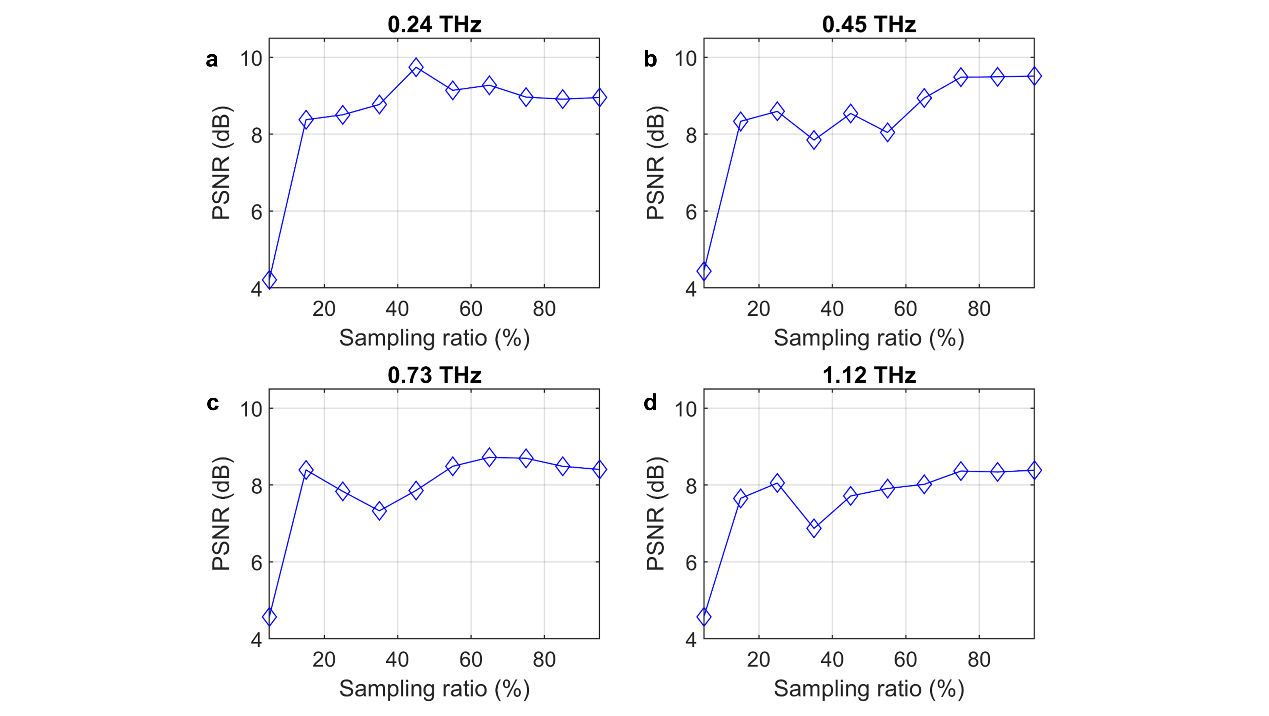 0.24 THz
a
10
8
6
4
PSNR (dB)
20 40 60 80
Sampling ratio (%)
0.45 THz
b
10
8
6
4
PSNR (dB)
20 40 60 80
Sampling ratio (%)
0.73 THz
c
10
8
6
4
PSNR (dB)
20 40 60 80
Sampling ratio (%)
1.12 THz
d
10
8
6
4
PSNR (dB)
20 40 60 80
Sampling ratio (%)